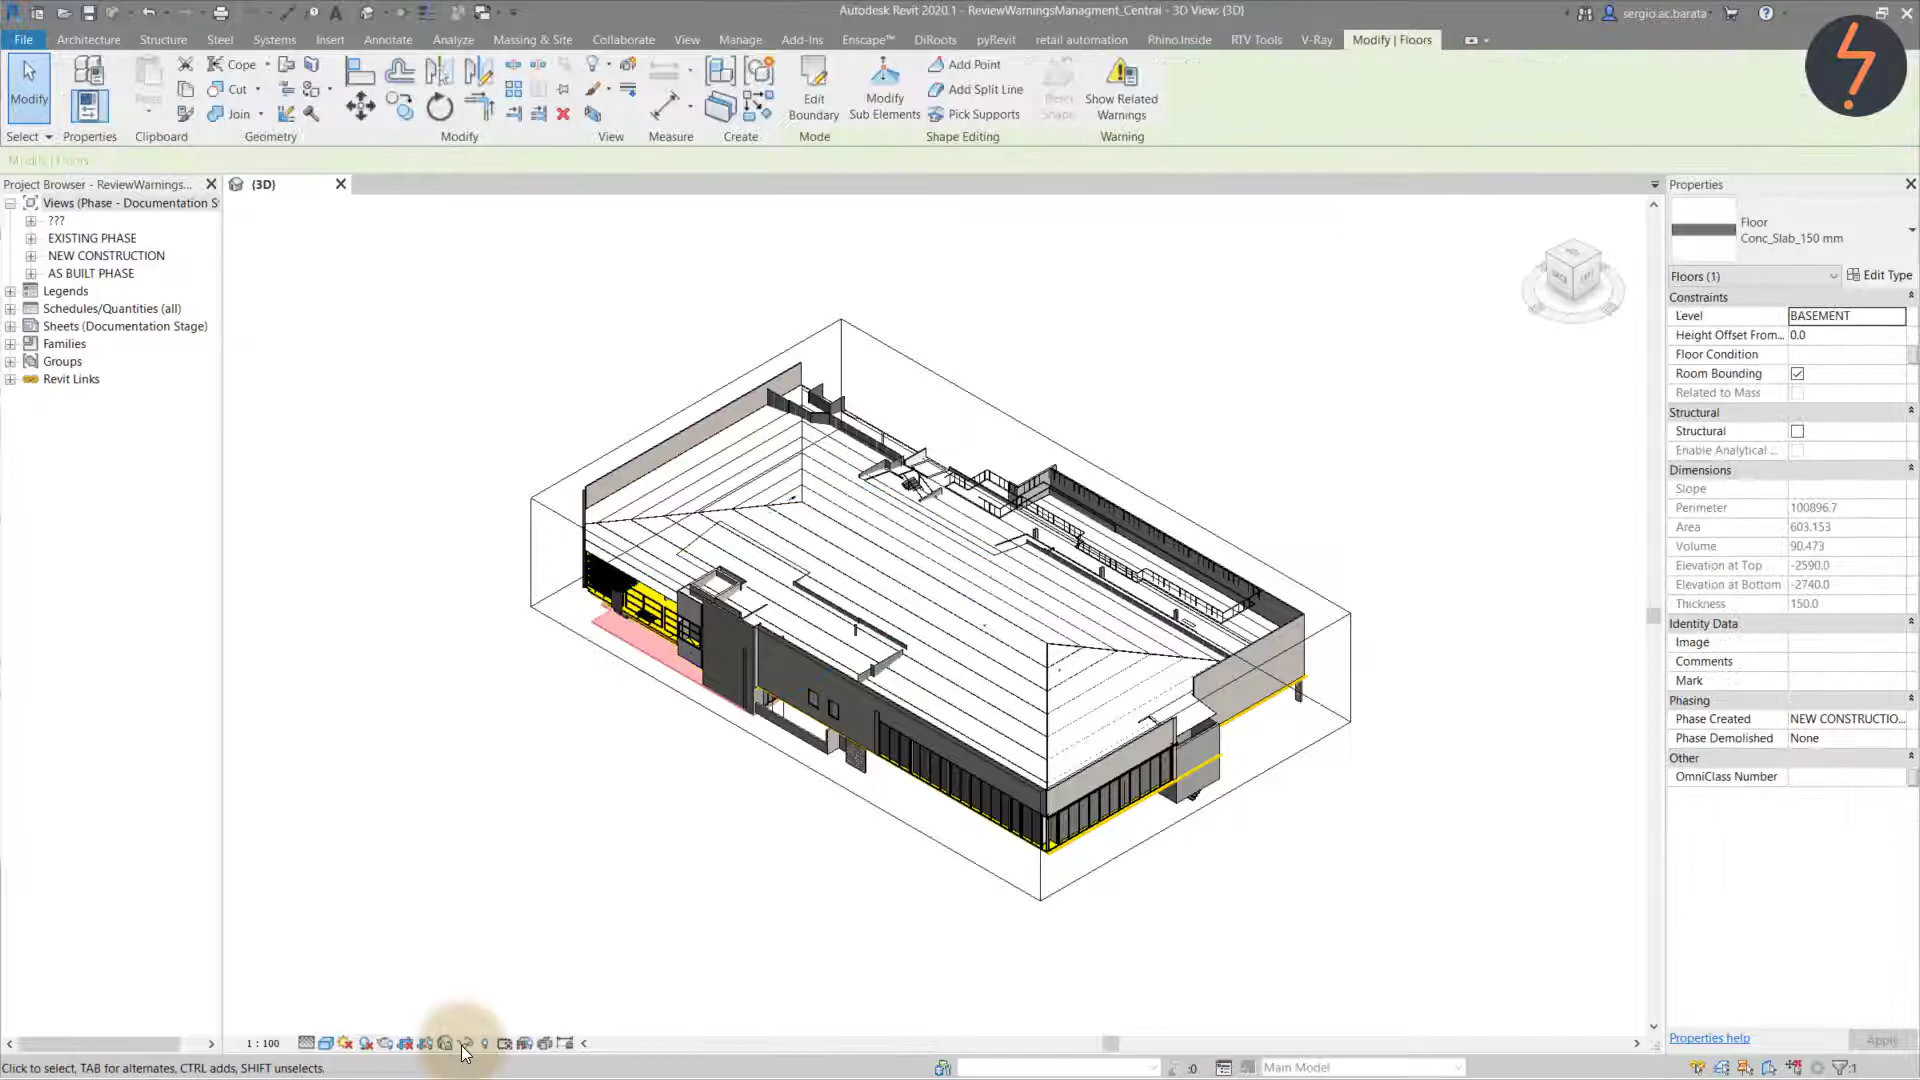 Autodesk Revit 2020.1 - ReviewWarningsManagment_Central - 3D View: {3D}
sergio.ac.barata
File Architecture Structure Steel Systems Insert Annotate Analyze Massing & Site Collaborate View Manage Add-Ins Enscape™ DiRoots pyRevit retail automation Rhino.Inside RTV Tools V-Ray Modify | Floors
Modify
Cope
Cut
Join
Paste
Edit Boundary
Modify Sub Elements
Add Point
Add Split Line
Pick Supports
Reset Shape
Show Related Warnings
Select Properties Clipboard Geometry Modify View Measure Create Mode Shape Editing Warning
Modify | Floors
Project Browser - ReviewWarnings...
{3D}
Views (Phase - Documentation S
???
EXISTING PHASE
NEW CONSTRUCTION
AS BUILT PHASE
Legends
Schedules/Quantities (all)
Sheets (Documentation Stage)
Families
Groups
Revit Links
BACK
LEFT
Properties
Floor
Conc_Slab_150 mm
Floors (1)
Edit Type
Constraints
Level BASEMENT
Height Offset From... 0.0
Floor Condition
Room Bounding
Related to Mass
Structural
Structural
Enable Analytical ...
Dimensions
Slope
Perimeter 100896.7
Area 603.153
Volume 90.473
Elevation at Top -2590.0
Elevation at Bottom -2740.0
Thickness 150.0
Identity Data
Image
Comments
Mark
Phasing
Phase Created NEW CONSTRUCTIO...
Phase Demolished None
Other
OmniClass Number
Properties help
Apply
1 : 100
Click to select, TAB for alternates, CTRL adds, SHIFT unselects.
:0
Main Model
:1